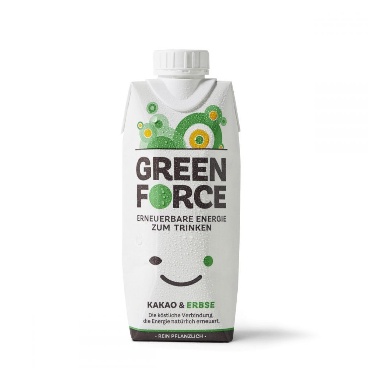 GREEN
FORCE
ERNEUERBARE ENERGIE
ZUM TRINKEN
KAKAO & ERBSE
Die köstliche Verbindung,
die Energie natürlich erneuert.
• REIN PFLANZLICH •